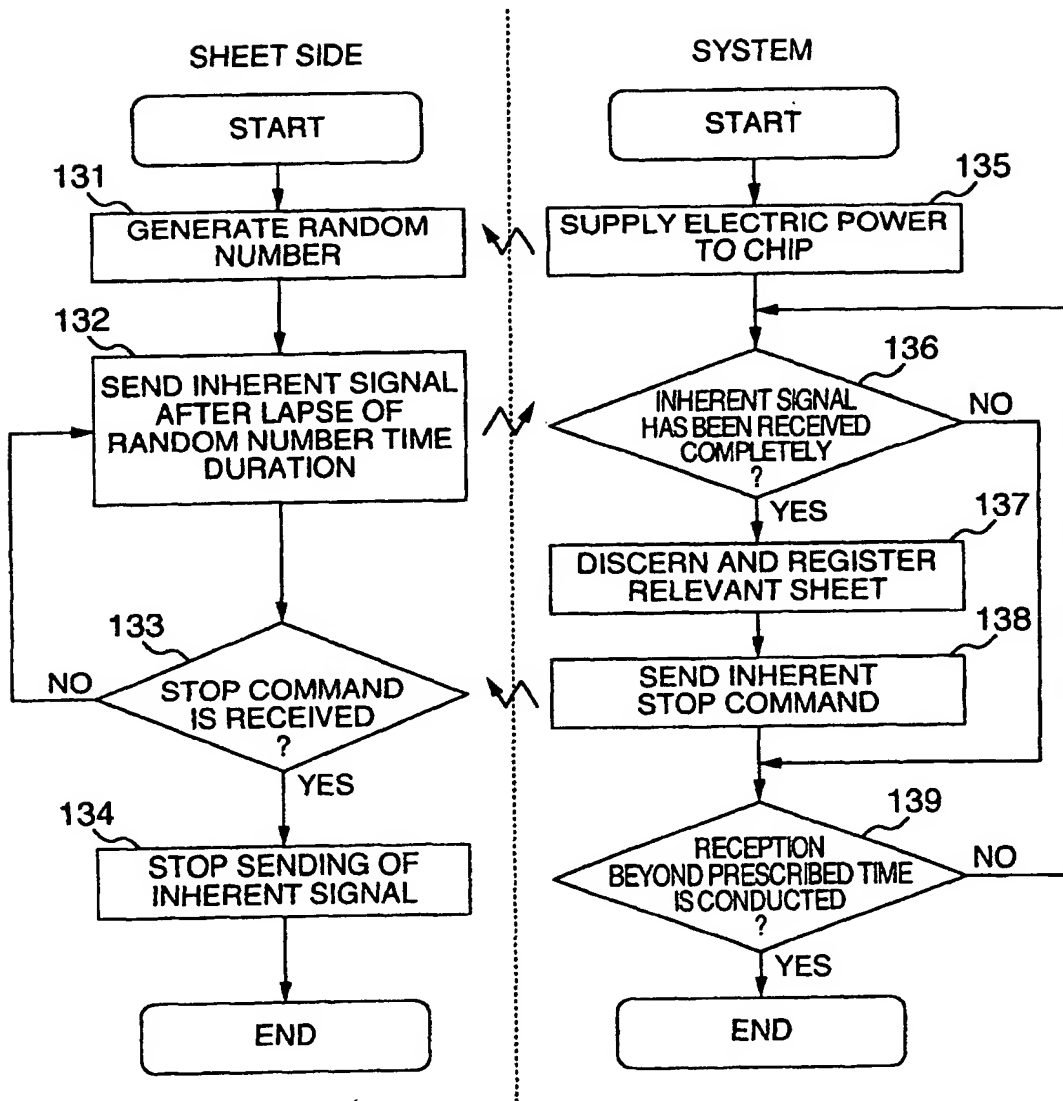 SHEET SIDE
START
131
GENERATE RANDOM
NUMBER
132
SEND INHERENT SIGNAL
AFTER LAPSE OF
RANDOM NUMBER TIME
DURATION
133
STOP COMMAND
IS RECEIVED
?
NO
YES
134
STOP SENDING OF
INHERENT SIGNAL
END
SYSTEM
START
135
SUPPLY ELECTRIC POWER
TO CHIP
136
INHERENT SIGNAL
HAS BEEN RECEIVED
COMPLETELY
?
NO
YES
137
DISCERN AND REGISTER
RELEVANT SHEET
138
SEND INHERENT
STOP COMMAND
139
RECEPTION
BEYOND PRESCRIBED TIME
IS CONDUCTED
?
NO
YES
END